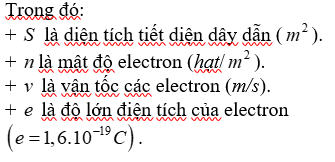 Trong đó:
+ S là diện tích tiết diện dây dẫn (m²).
+ n là mật độ electron (hạt/m²).
+ v là vận tốc các electron (m/s).
+ e là độ lớn điện tích của electron
(e = 1,6.10⁻¹⁹ C).